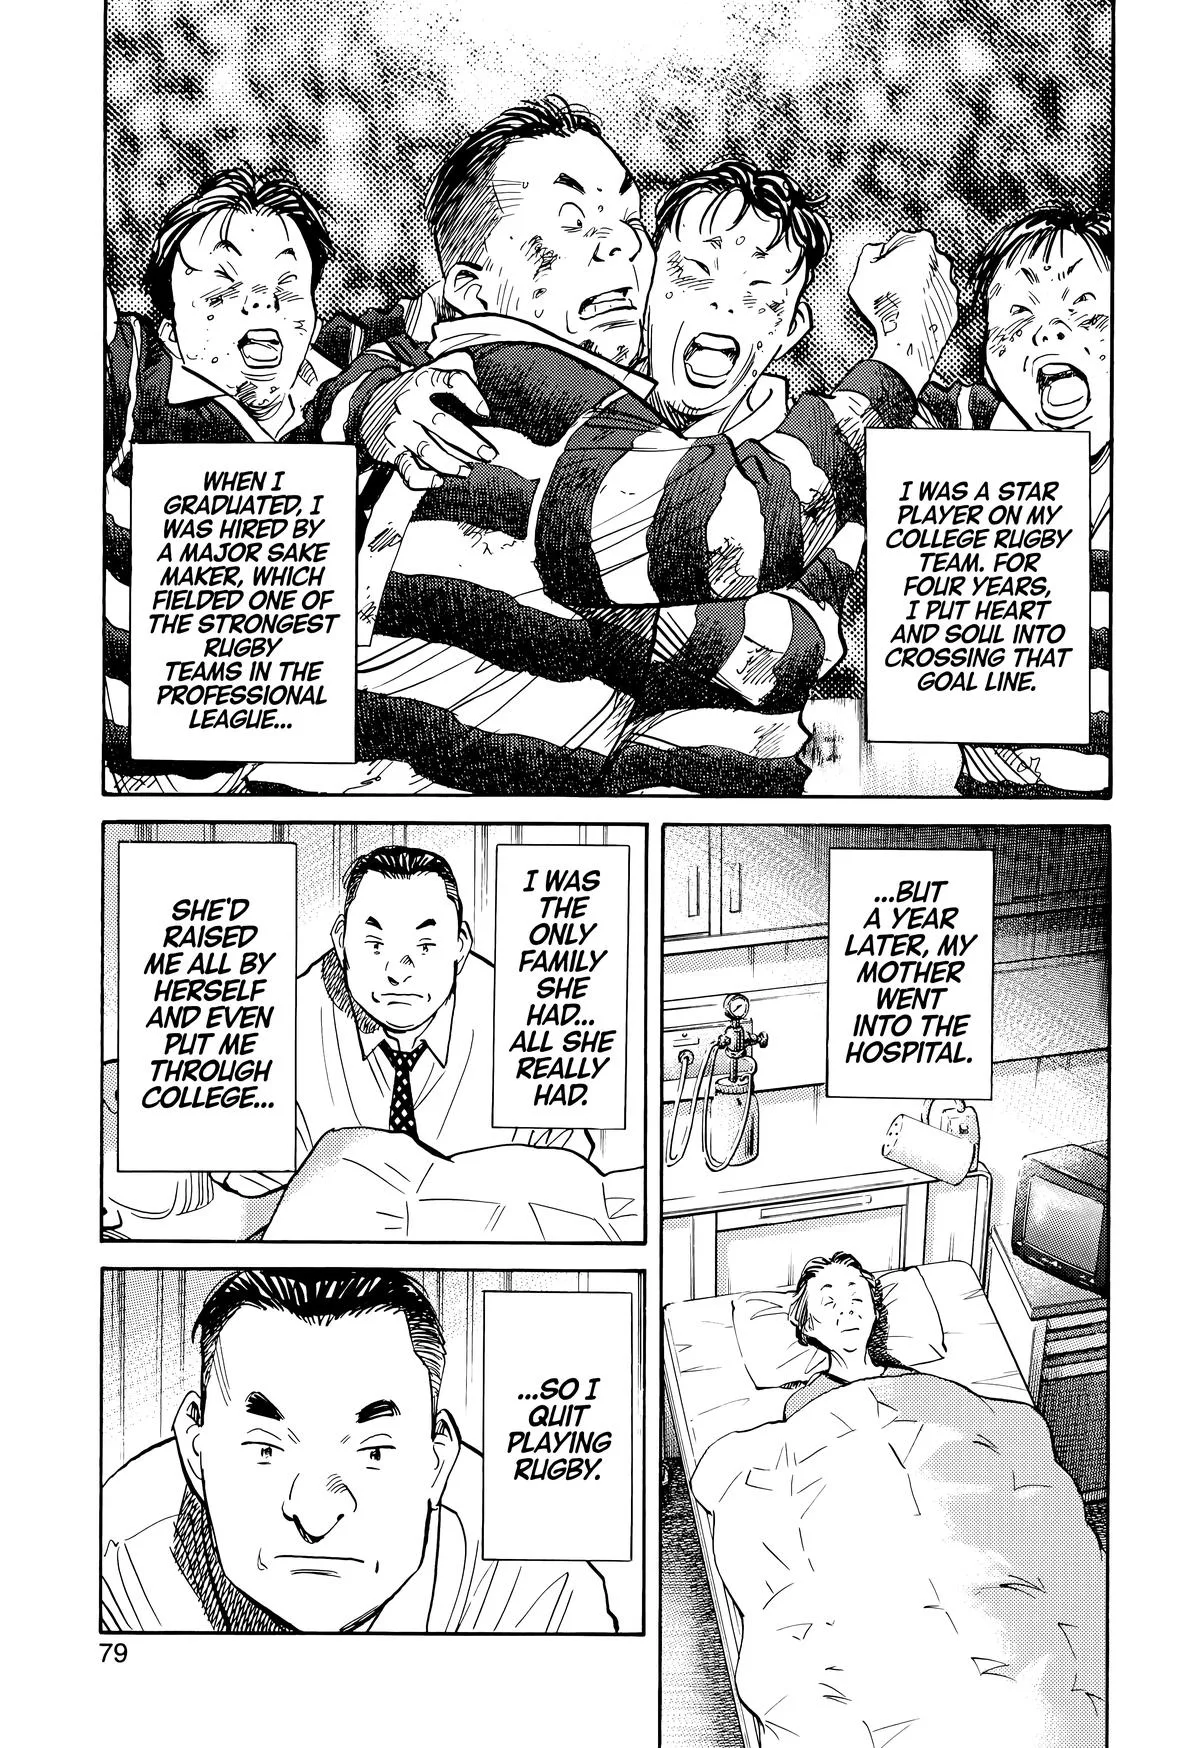 I WAS A STAR
PLAYER ON MY
COLLEGE RUGBY
TEAM. FOR
FOUR YEARS,
I PUT HEART
AND SOUL INTO
CROSSING THAT
GOAL LINE.
WHEN I
GRADUATED, I
WAS HIRED BY
A MAJOR SAKE
MAKER, WHICH
FIELDED ONE OF
THE STRONGEST
RUGBY
TEAMS IN THE
PROFESSIONAL
LEAGUE...
...BUT
A YEAR
LATER, MY
MOTHER
WENT
INTO THE
HOSPITAL.
I WAS
THE
ONLY
FAMILY
SHE
HAD...
ALL SHE
REALLY
HAD.
SHE'D
RAISED
ME ALL BY
HERSELF
AND EVEN
PUT ME
THROUGH
COLLEGE...
...SO I
QUIT
PLAYING
RUGBY.
79